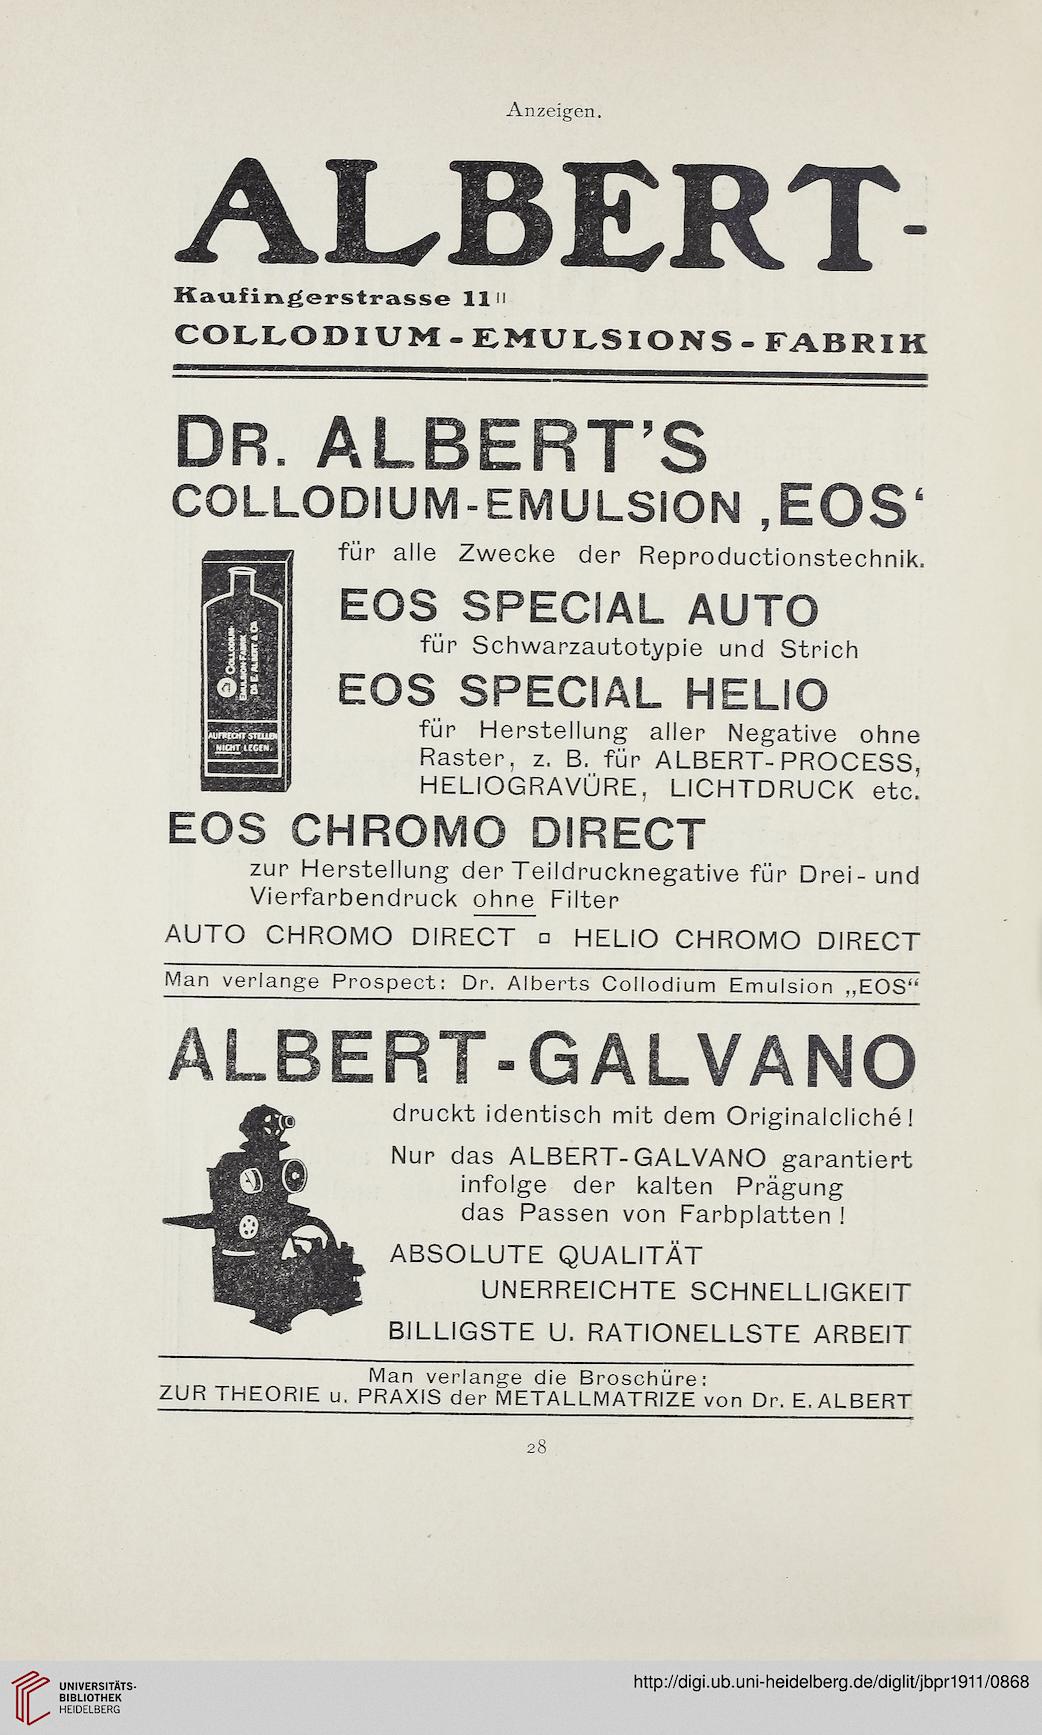 Anzeigen.
ALBERT-
Kaufingerstrasse 11 II
COLLODIUM-EMULSIONS-FABRIK
DR. ALBERT'S
COLLODIUM-EMULSION ‚EOS‘
für alle Zwecke der Reproductionstechnik.
COLLODIUM-
EMULSION FABRIK
DR E. ALBERT & CO.
AUFRECHT STELLEN
NICHT LEGEN.
EOS SPECIAL AUTO
für Schwarzautotypie und Strich
EOS SPECIAL HELIO
für Herstellung aller Negative ohne
Raster, z. B. für ALBERT-PROCESS,
HELIOGRAVÜRE, LICHTDRUCK etc.
EOS CHROMO DIRECT
zur Herstellung der Teildrucknegative für Drei- und
Vierfarbendruck ohne Filter
AUTO CHROMO DIRECT ▫ HELIO CHROMO DIRECT
Man verlange Prospect: Dr. Alberts Collodium Emulsion „EOS“
ALBERT-GALVANO
druckt identisch mit dem Originalcliché!
Nur das ALBERT-GALVANO garantiert
infolge der kalten Prägung
das Passen von Farbplatten!
ABSOLUTE QUALITÄT
UNERREICHTE SCHNELLIGKEIT
BILLIGSTE U. RATIONELLSTE ARBEIT
Man verlange die Broschüre:
ZUR THEORIE u. PRAXIS der METALLMATRIZE von Dr. E. ALBERT
28
UNIVERSITÄTS-
BIBLIOTHEK
HEIDELBERG
http://digi.ub.uni-heidelberg.de/diglit/jbpr1911/0868